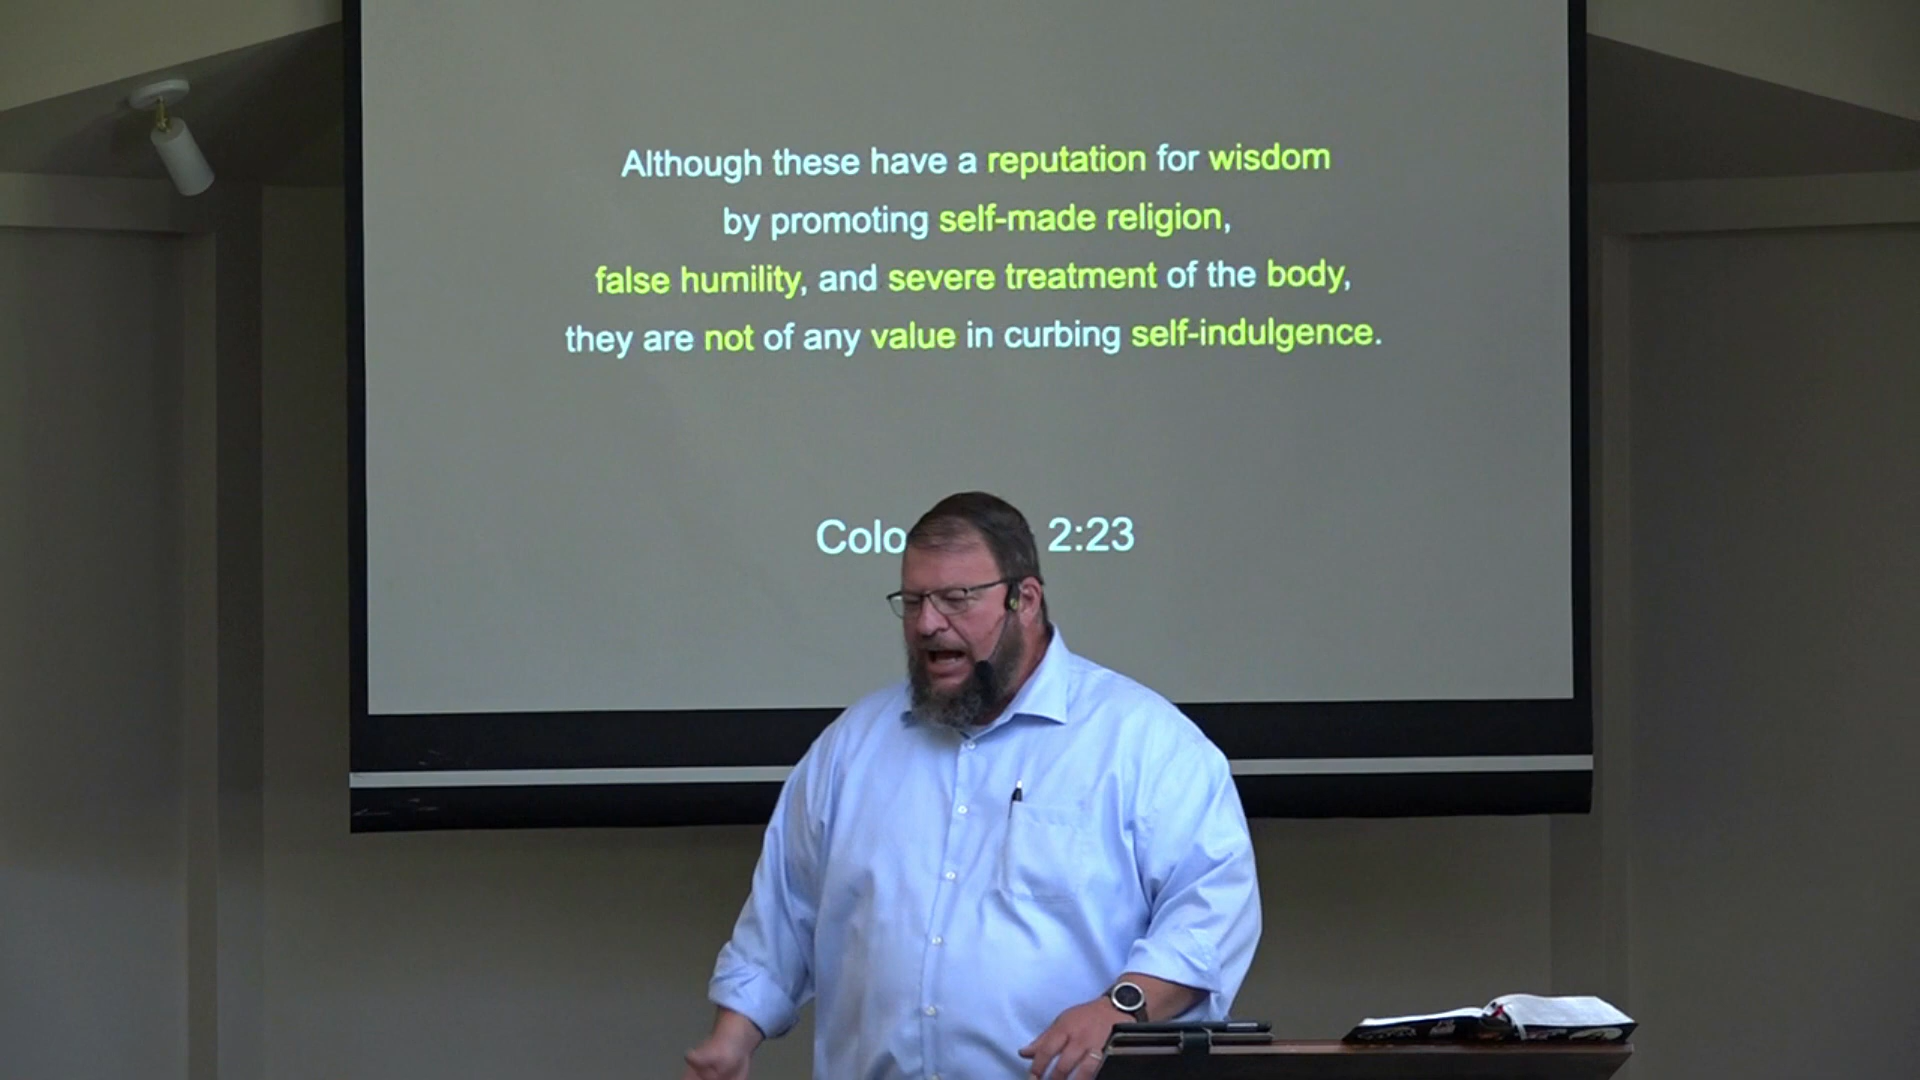 Although these have a reputation for wisdom
by promoting self-made religion,
false humility, and severe treatment of the body,
they are not of any value in curbing self-indulgence.
2:23